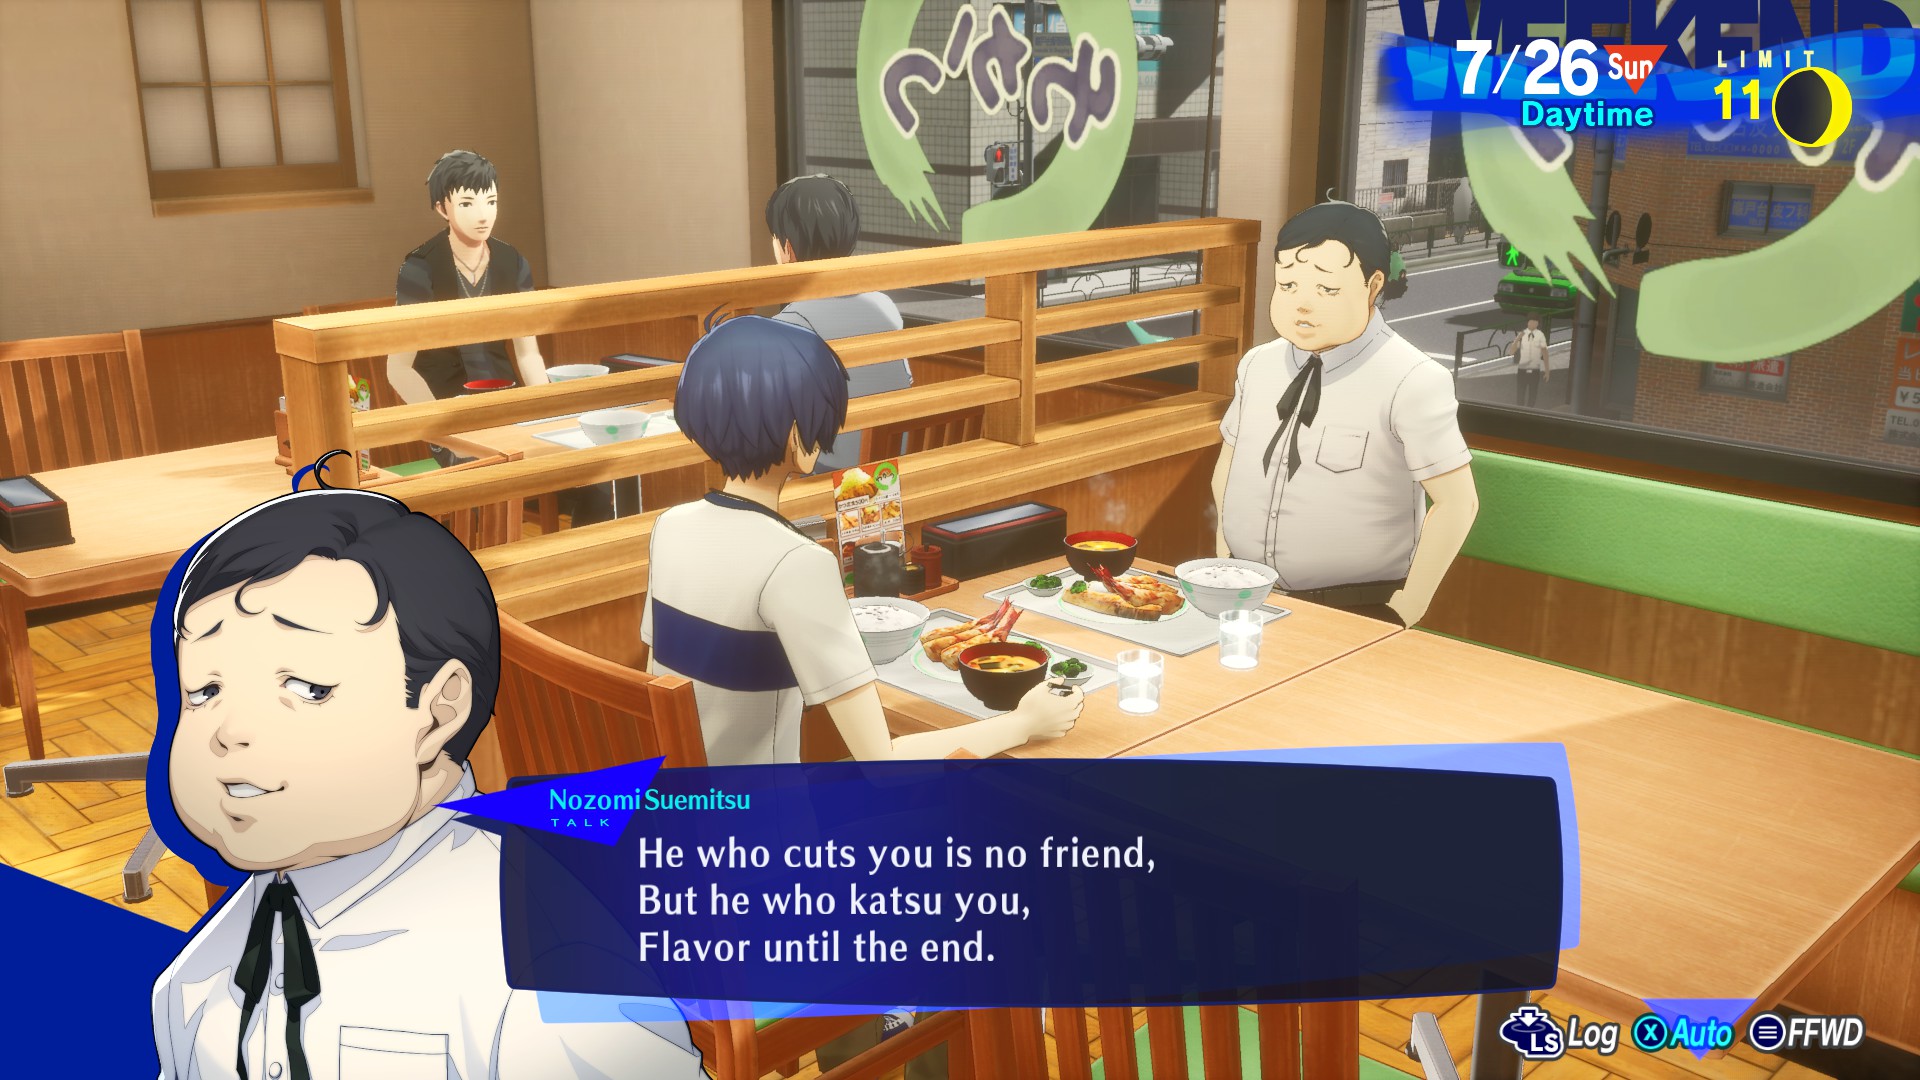 WEEKEND
7/26 Sun
Daytime
LIMIT
11
Nozomi Suemitsu
TALK
He who cuts you is no friend,
But he who katsu you,
Flavor until the end.
LS Log
X Auto
FFWD